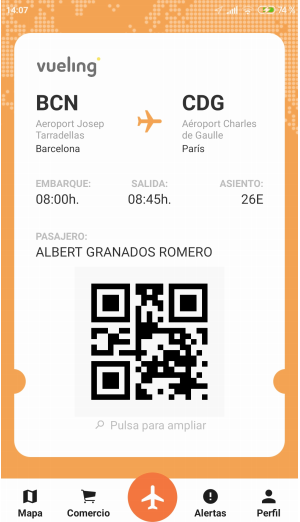 14:07 74 %
vueling
BCN CDG
Aeroport Josep Aéroport Charles
Tarradellas de Gaulle
Barcelona París
EMBARQUE: SALIDA: ASIENTO:
08:00h. 08:45h. 26E
PASAJERO:
ALBERT GRANADOS ROMERO
Pulsa para ampliar
Mapa Comercio Alertas Perfil